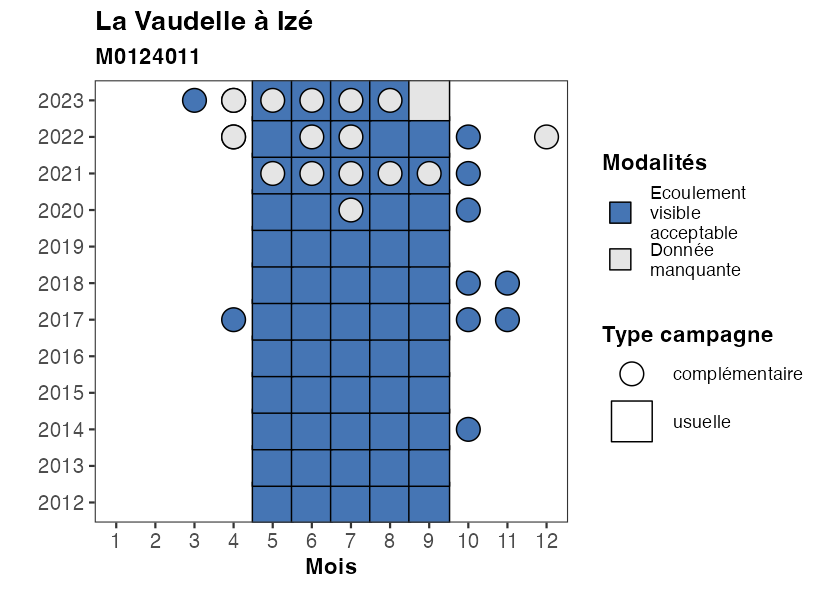 La Vaudelle à Izé
M0124011
2023
2022
2021
2020
2019
2018
2017
2016
2015
2014
2013
2012
1 2 3 4 5 6 7 8 9 10 11 12
Mois
Modalités
Ecoulement
visible
acceptable
Donnée
manquante
Type campagne
complémentaire
usuelle